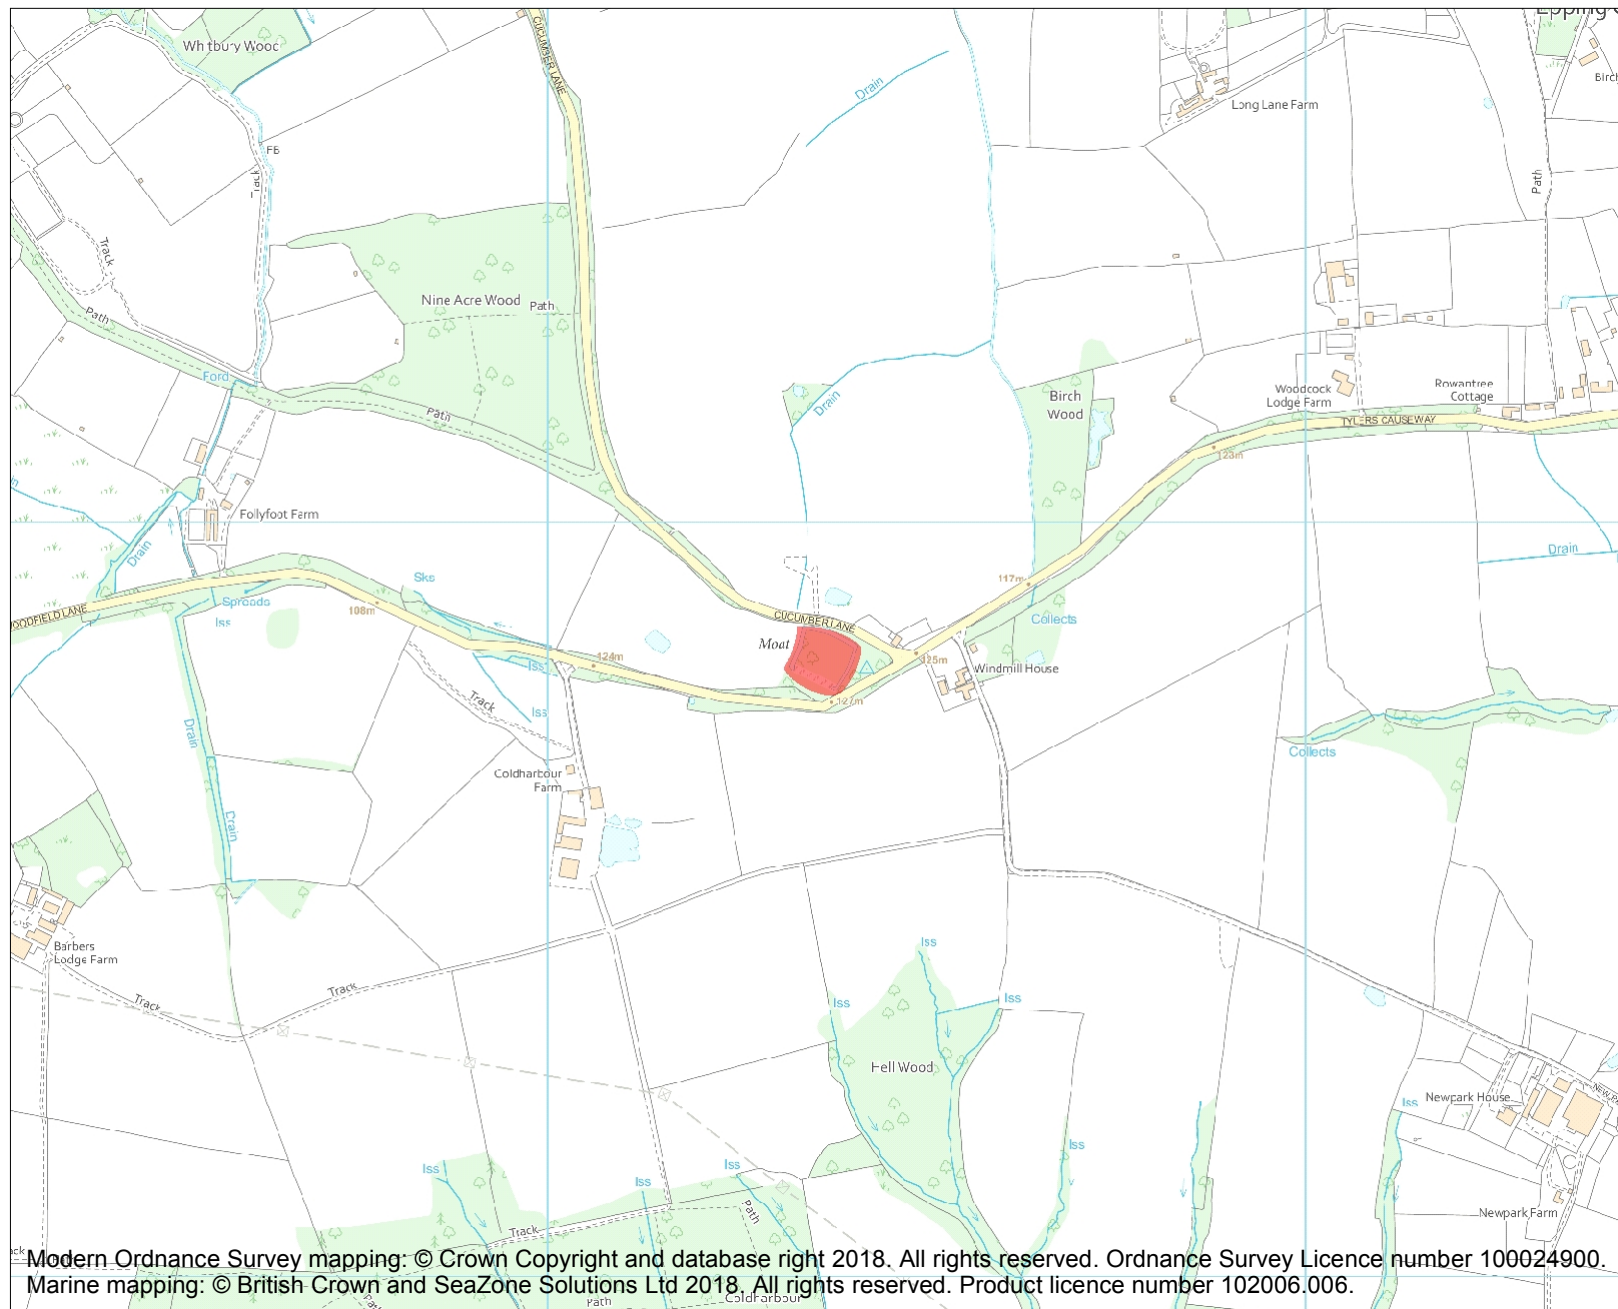 Epping
Whitbury Wood
CUCUMBER LANE
Drain
Long Lane Farm
Birch
FB
Track
Path
Track
Nine Acre Wood
Path
Path
Ford
Path
Drain
Birch
Wood
Woodcock
Lodge Farm
Rowantree
Cottage
TYLERS CAUSEWAY
123m
Follyfoot Farm
Drain
Drain
Sks
117m
WOODFIELD LANE
Spreads
Iss
108m
CUCUMBER LANE
Collects
Moat
124m
125m
Iss
Windmill House
Track
127m
Iss
Drain
Collects
Coldharbour
Farm
Drain
Barbers
Lodge Farm
Iss
Track
Track
Iss
Iss
Hell Wood
Newpark House
Iss
NEW PA
Iss
Iss
Iss
Iss
Path
Newpark Farm
Track
Modern Ordnance Survey mapping: © Crown Copyright and database right 2018. All rights reserved. Ordnance Survey Licence number 100024900.
Marine mapping: © British Crown and SeaZone Solutions Ltd 2018. All rights reserved. Product licence number 102006.006.
Path
Path
Coldharbour